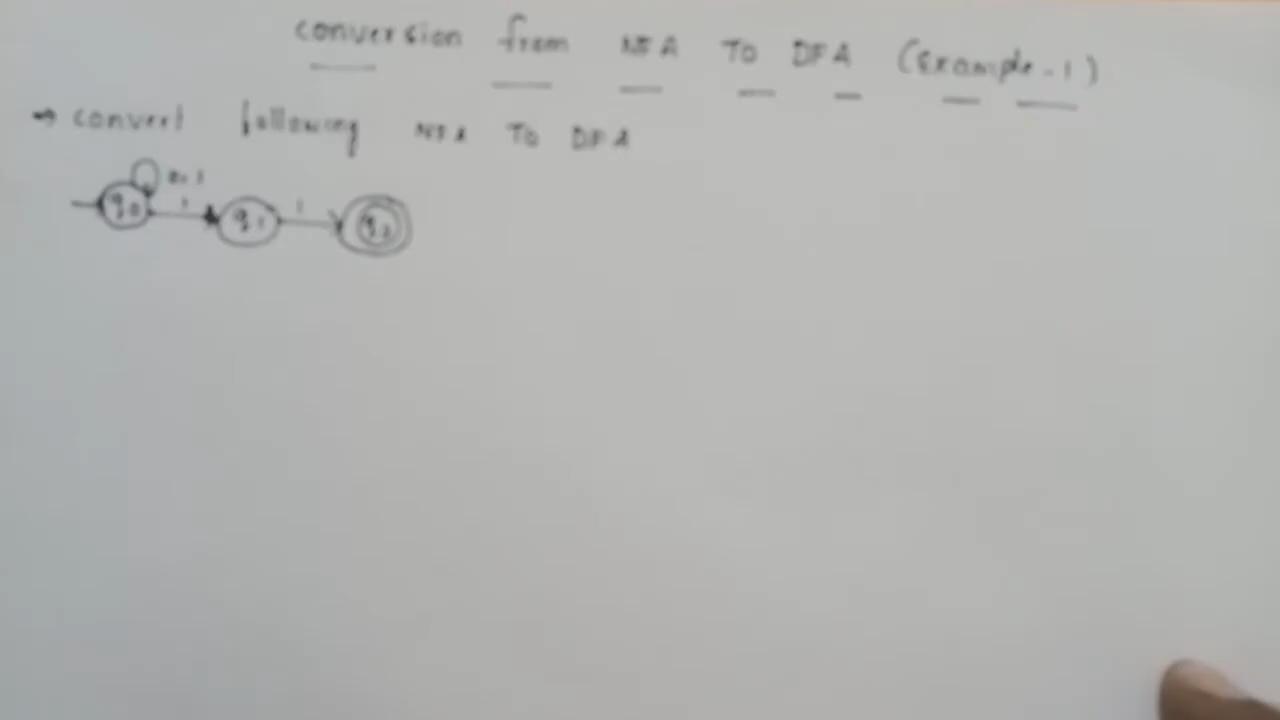 conversion from NFA TO DFA (Example-1)
→ convert following NFA TO DFA
0,1
q0 1 q1 1 q2